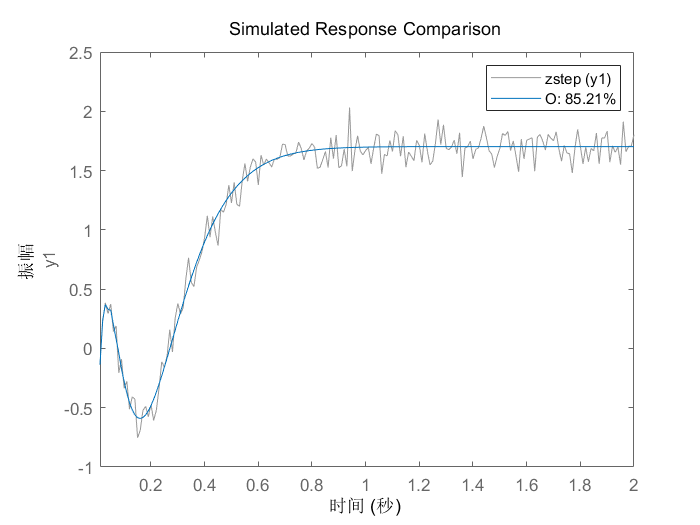 Simulated Response Comparison
2.5
zstep (y1)
O: 85.21%
2
1.5
1
0.5
0
-0.5
-1
振幅
y1
0.2 0.4 0.6 0.8 1 1.2 1.4 1.6 1.8 2
时间 (秒)